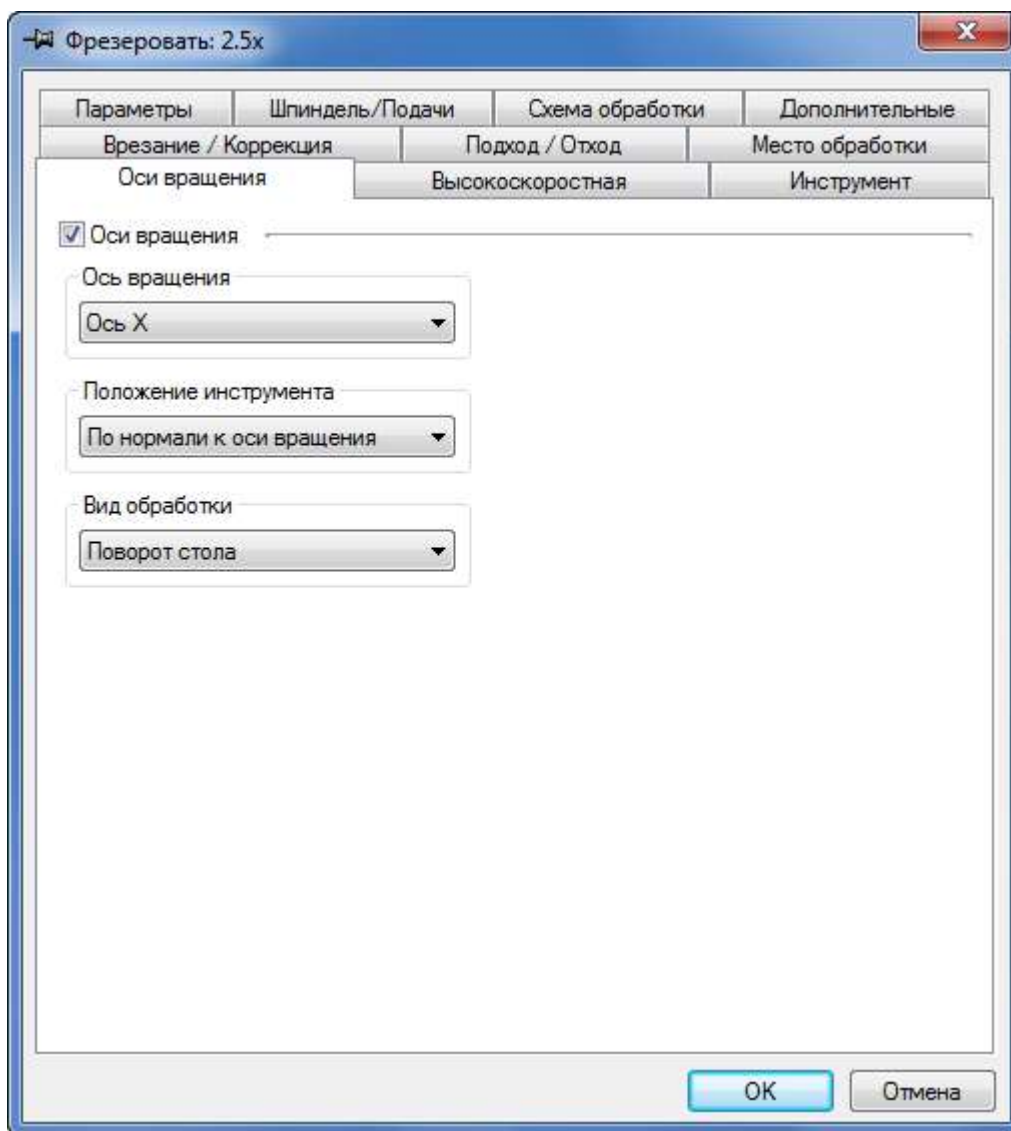 Фрезеровать: 2.5x
Параметры Шпиндель/Подачи Схема обработки Дополнительные
Врезание / Коррекция Подход / Отход Место обработки
Оси вращения Высокоскоростная Инструмент
Оси вращения
Ось вращения
Ось X
Положение инструмента
По нормали к оси вращения
Вид обработки
Поворот стола
OK Отмена